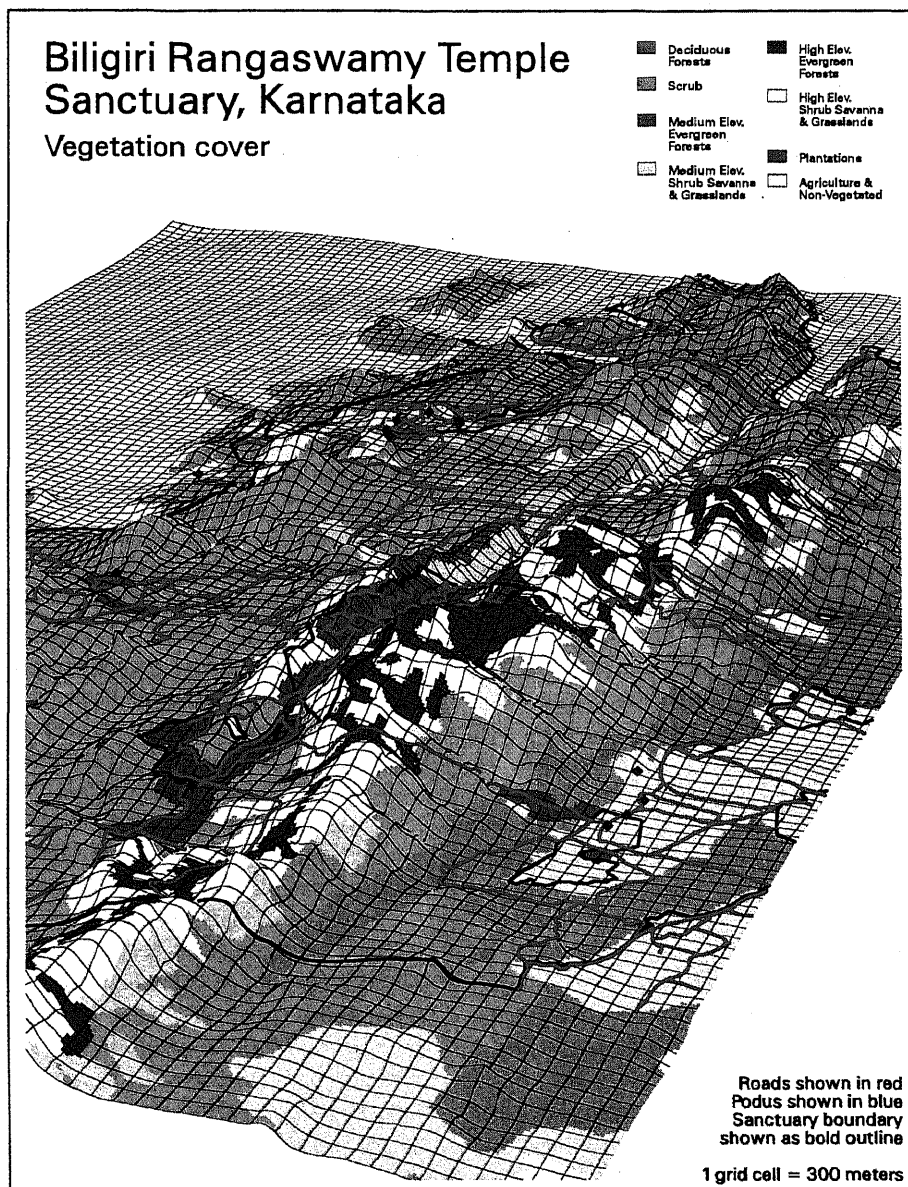 Biligiri Rangaswamy Temple
Sanctuary, Karnataka
Vegetation cover
Deciduous
Forests
Scrub
Medium Elev.
Evergreen
Forests
Medium Elev.
Shrub Savanna
& Grasslands
High Elev.
Evergreen
Forests
High Elev.
Shrub Savanna
& Grasslands
Plantations
Agriculture &
Non-Vegetated
Roads shown in red
Podus shown in blue
Sanctuary boundary
shown as bold outline
1 grid cell = 300 meters